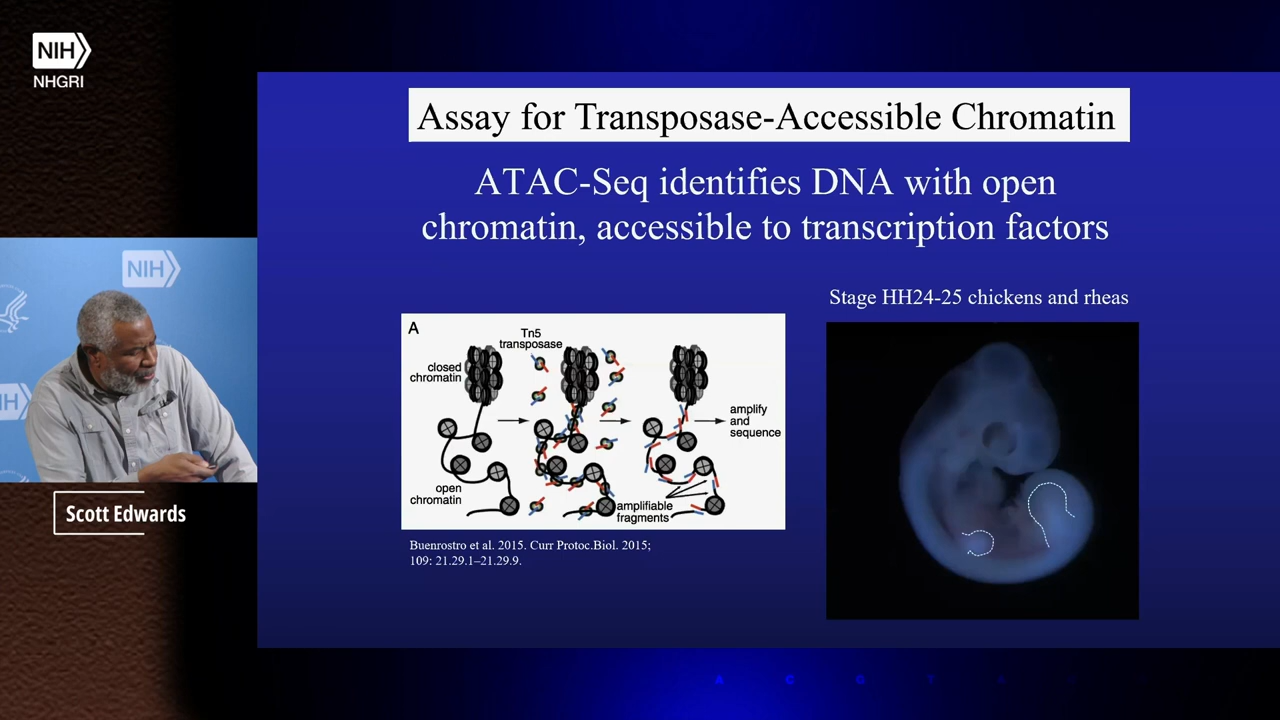 NIH
NHGRI
Assay for Transposase-Accessible Chromatin
ATAC-Seq identifies DNA with open
chromatin, accessible to transcription factors
Stage HH24-25 chickens and rheas
A
Tn5
transposase
closed
chromatin
amplify
and
sequence
open
chromatin
amplifiable
fragments
Buenrostro et al. 2015. Curr Protoc.Biol. 2015;
109: 21.29.1–21.29.9.
NIH
IH
Scott Edwards
A C G T A